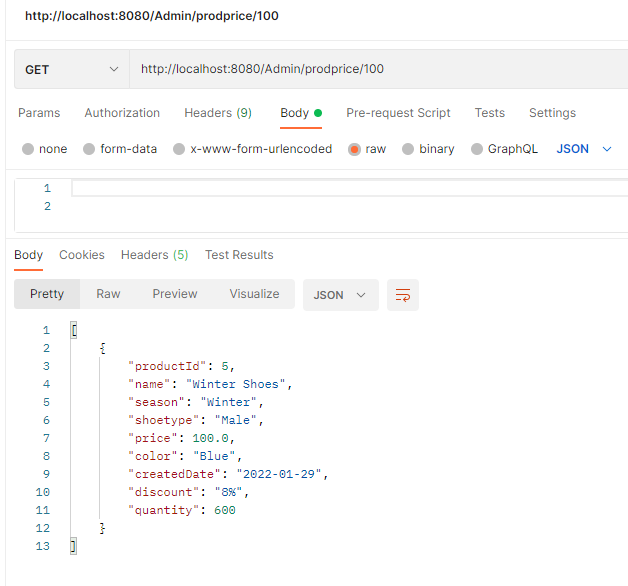 http://localhost:8080/Admin/prodprice/100
GET http://localhost:8080/Admin/prodprice/100
Params Authorization Headers (9) Body Pre-request Script Tests Settings
none form-data x-www-form-urlencoded raw binary GraphQL JSON
1
2
Body Cookies Headers (5) Test Results
Pretty Raw Preview Visualize JSON
1 [
2 {
3 "productId": 5,
4 "name": "Winter Shoes",
5 "season": "Winter",
6 "shoetype": "Male",
7 "price": 100.0,
8 "color": "Blue",
9 "createdDate": "2022-01-29",
10 "discount": "8%",
11 "quantity": 600
12 }
13 ]